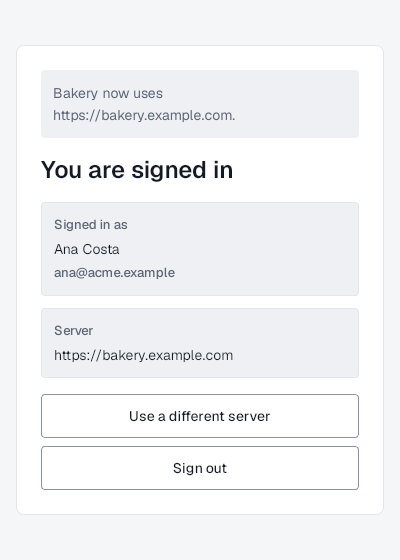 Bakery now uses
https://bakery.example.com.
You are signed in
Signed in as
Ana Costa
ana@acme.example
Server
https://bakery.example.com
Use a different server
Sign out